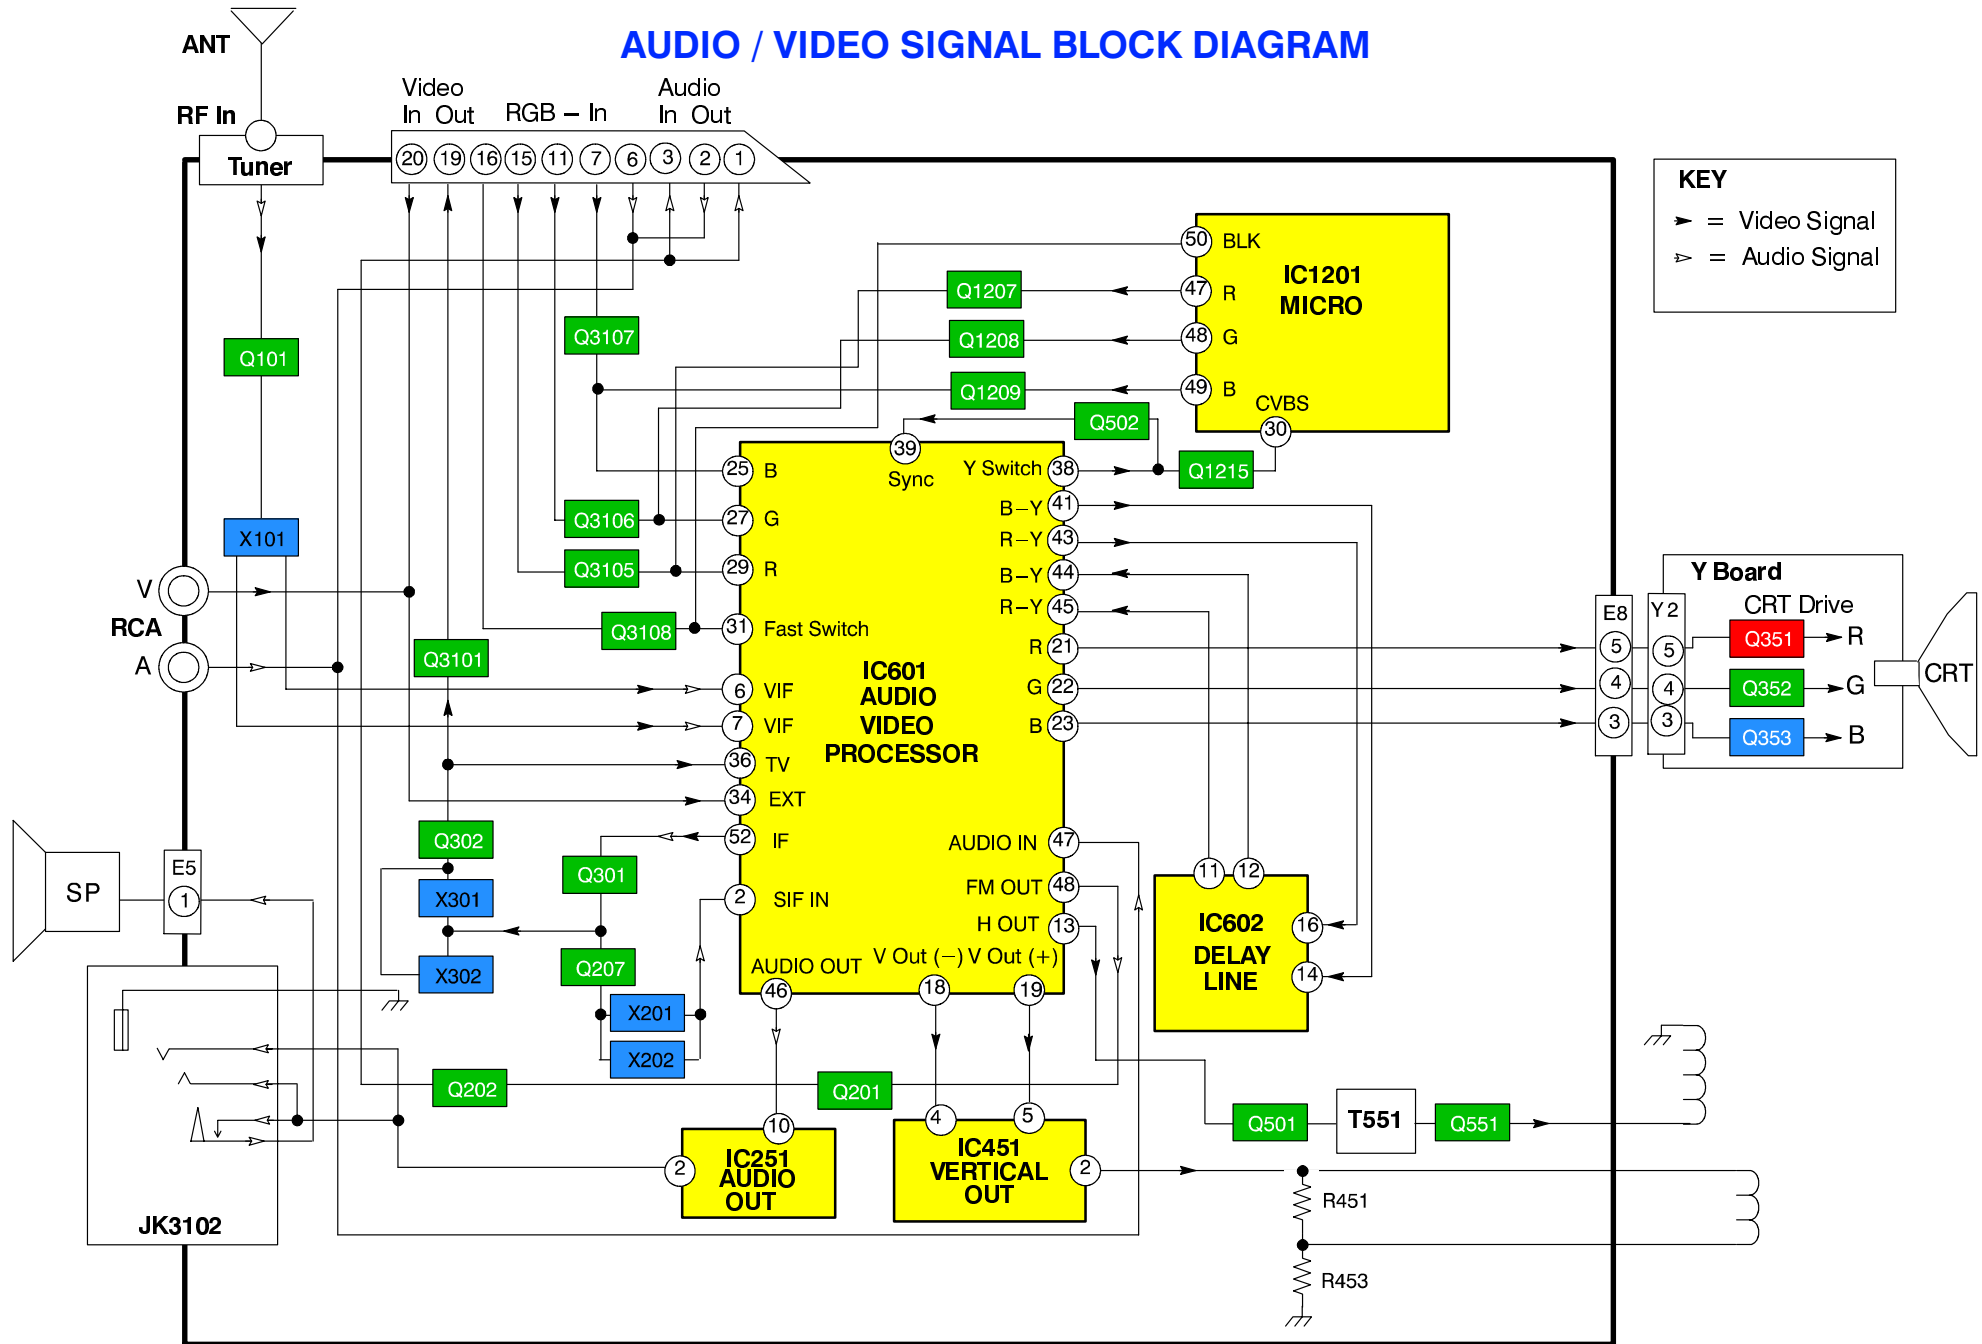 AUDIO / VIDEO SIGNAL BLOCK DIAGRAM
ANT
RF In
Tuner
Video
In Out
RGB – In
Audio
In Out
20 19 16 15 11 7 6 3 2 1
KEY
= Video Signal
= Audio Signal
IC1201
MICRO
50 BLK
47 R
48 G
49 B
CVBS
30
Q1207
Q1208
Q1209
Q502
Q1215
Q101
X101
Q3107
Q3106
Q3105
Q3108
Q3101
V
RCA
A
39
Sync
25 B
27 G
29 R
31 Fast Switch
6 VIF
7 VIF
36 TV
34 EXT
52 IF
2 SIF IN
IC601
AUDIO
VIDEO
PROCESSOR
Y Switch 38
B–Y 41
R–Y 43
B–Y 44
R–Y 45
R 21
G 22
B 23
AUDIO IN 47
FM OUT 48
H OUT 13
AUDIO OUT
46
V Out (–)
18
V Out (+)
19
E8
5
4
3
Y2
5
4
3
Y Board
CRT Drive
Q351 R
Q352 G
Q353 B
CRT
SP
E5
1
Q302
X301
X302
Q301
Q207
X201
X202
Q202
Q201
11 12
IC602
DELAY
LINE
16
14
JK3102
10
2
IC251
AUDIO
OUT
4 5
IC451
VERTICAL
OUT
2
Q501
T551
Q551
R451
R453